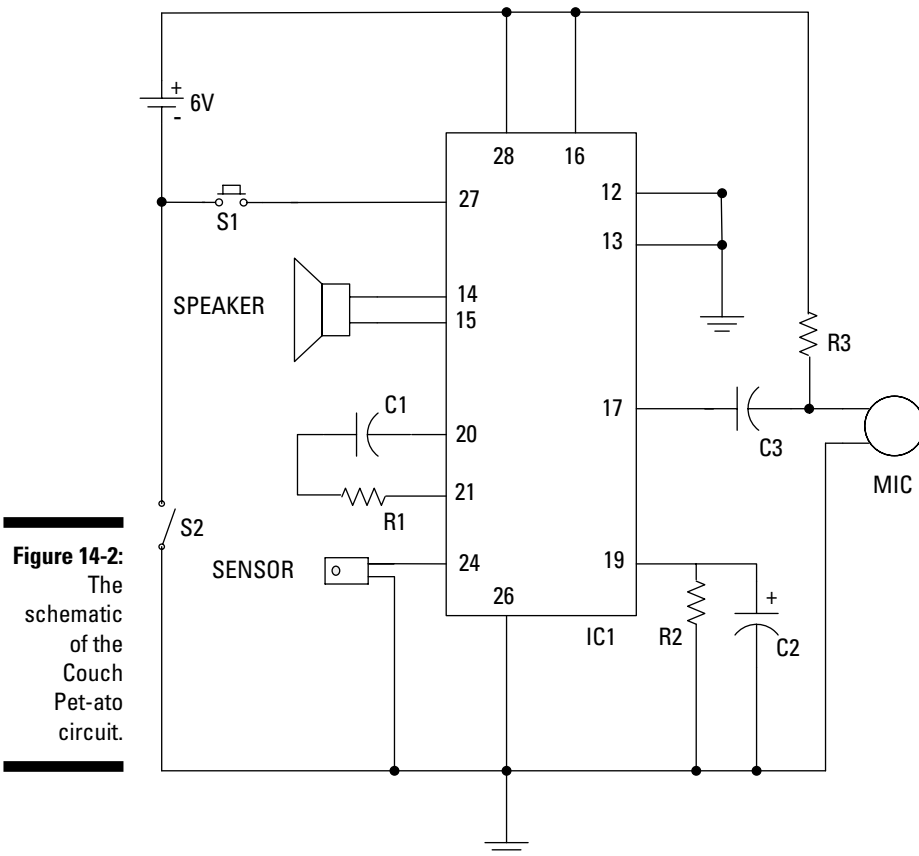 +
6V
-
28 16
27
12
S1
13
SPEAKER
14
15
R3
C1
17
20
C3
MIC
21
R1
S2
Figure 14-2:
The
schematic
of the
Couch
Pet-ato
circuit.
SENSOR
24
19
26
+
IC1
R2
C2